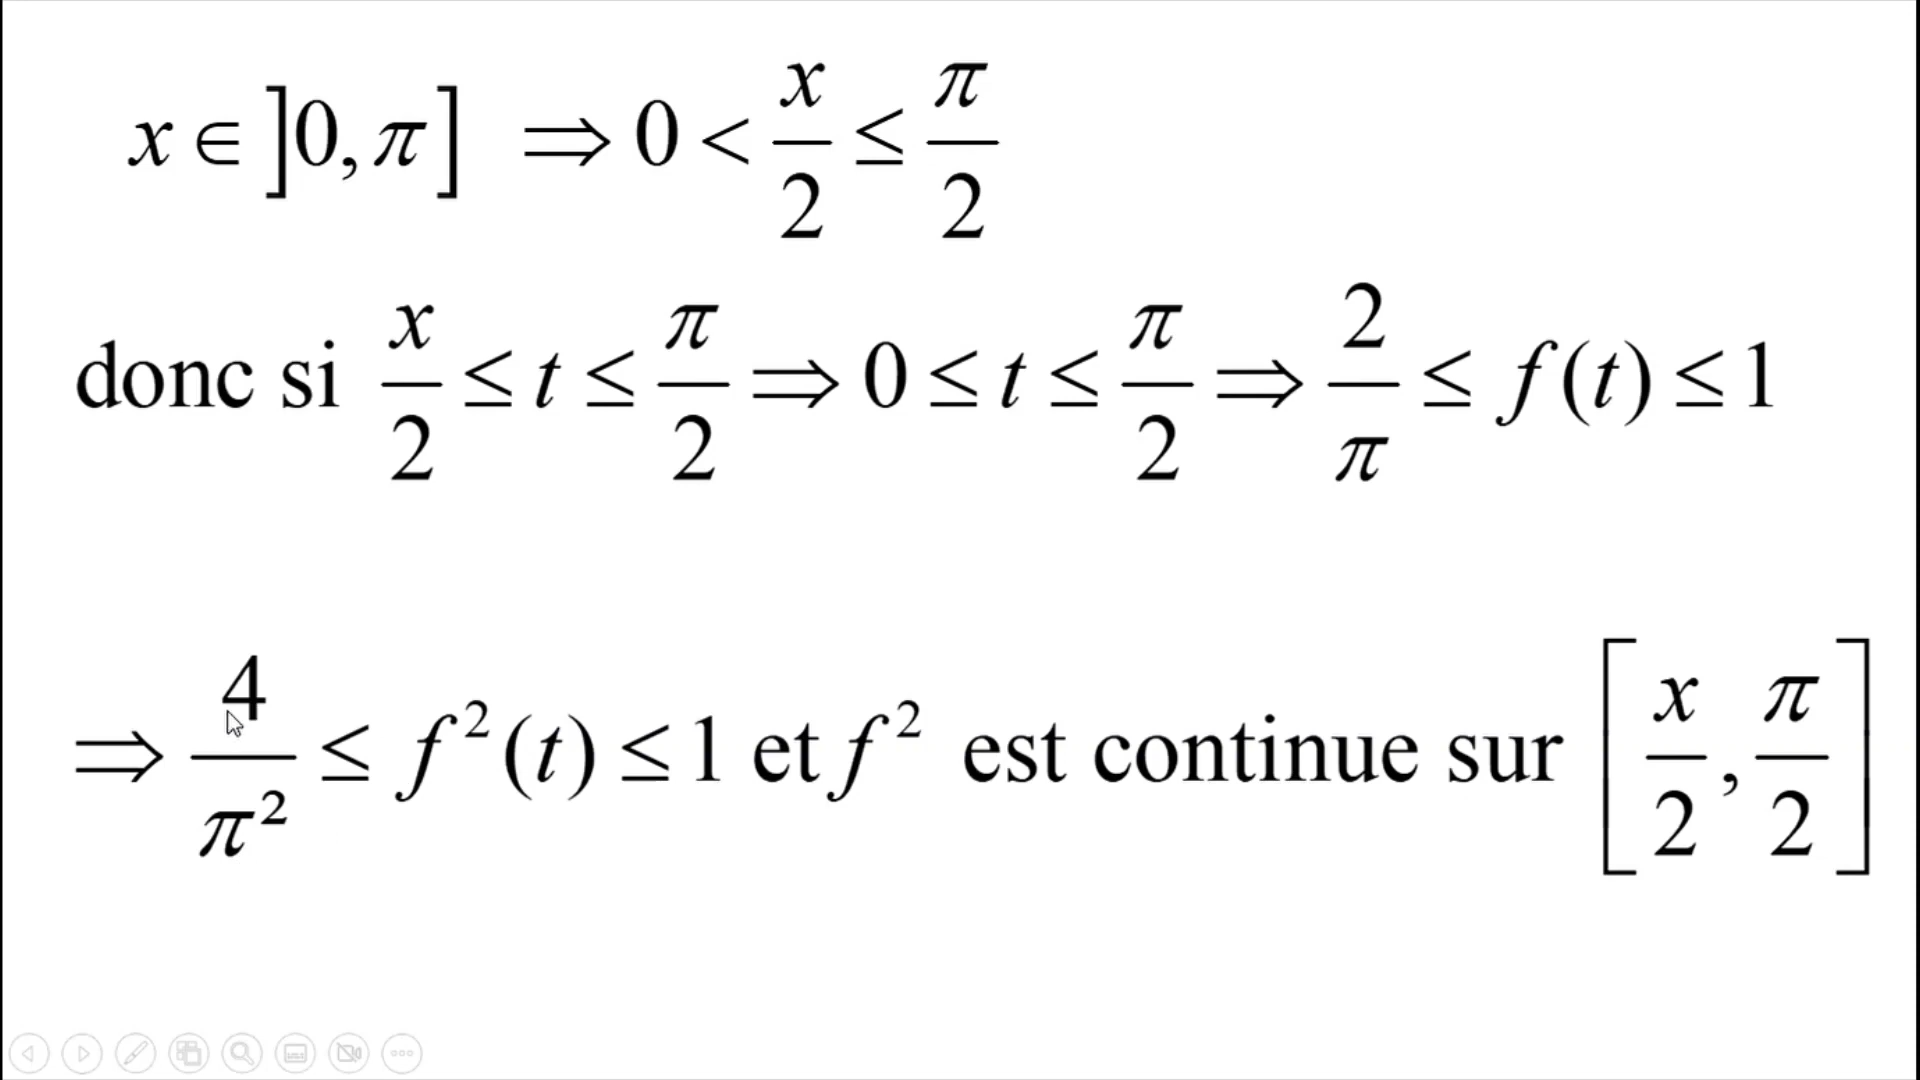 x ∈ ]0, π] ⇒ 0 < x/2 ≤ π/2
donc si x/2 ≤ t ≤ π/2 ⇒ 0 ≤ t ≤ π/2 ⇒ 2/π ≤ f(t) ≤ 1
⇒ 4/π² ≤ f²(t) ≤ 1 et f² est continue sur [x/2, π/2]